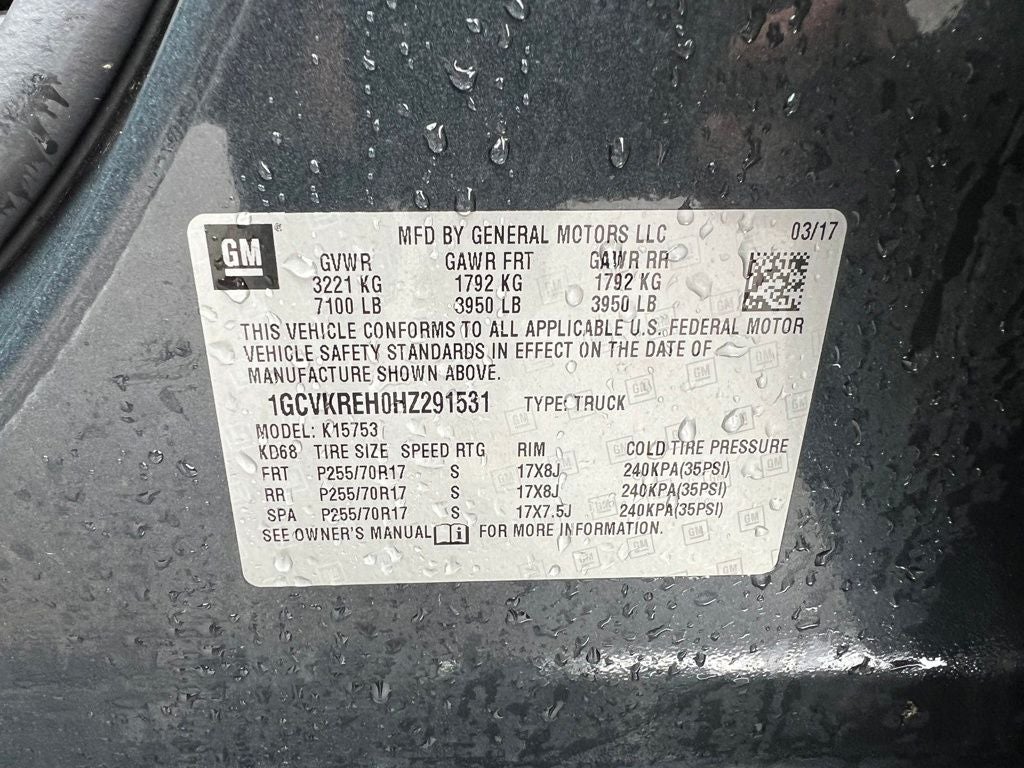 GM
MFD BY GENERAL MOTORS LLC 03/17
GVWR GAWR FRT GAWR RR
3221 KG 1792 KG 1792 KG
7100 LB 3950 LB 3950 LB
THIS VEHICLE CONFORMS TO ALL APPLICABLE U.S. FEDERAL MOTOR
VEHICLE SAFETY STANDARDS IN EFFECT ON THE DATE OF
MANUFACTURE SHOWN ABOVE.
1GCVKREH0HZ291531 TYPE: TRUCK
MODEL: K15753
KD68 TIRE SIZE SPEED RTG RIM COLD TIRE PRESSURE
FRT P255/70R17 S 17X8J 240KPA(35PSI)
RR P255/70R17 S 17X8J 240KPA(35PSI)
SPA P255/70R17 S 17X7.5J 240KPA(35PSI)
SEE OWNER'S MANUAL i FOR MORE INFORMATION.